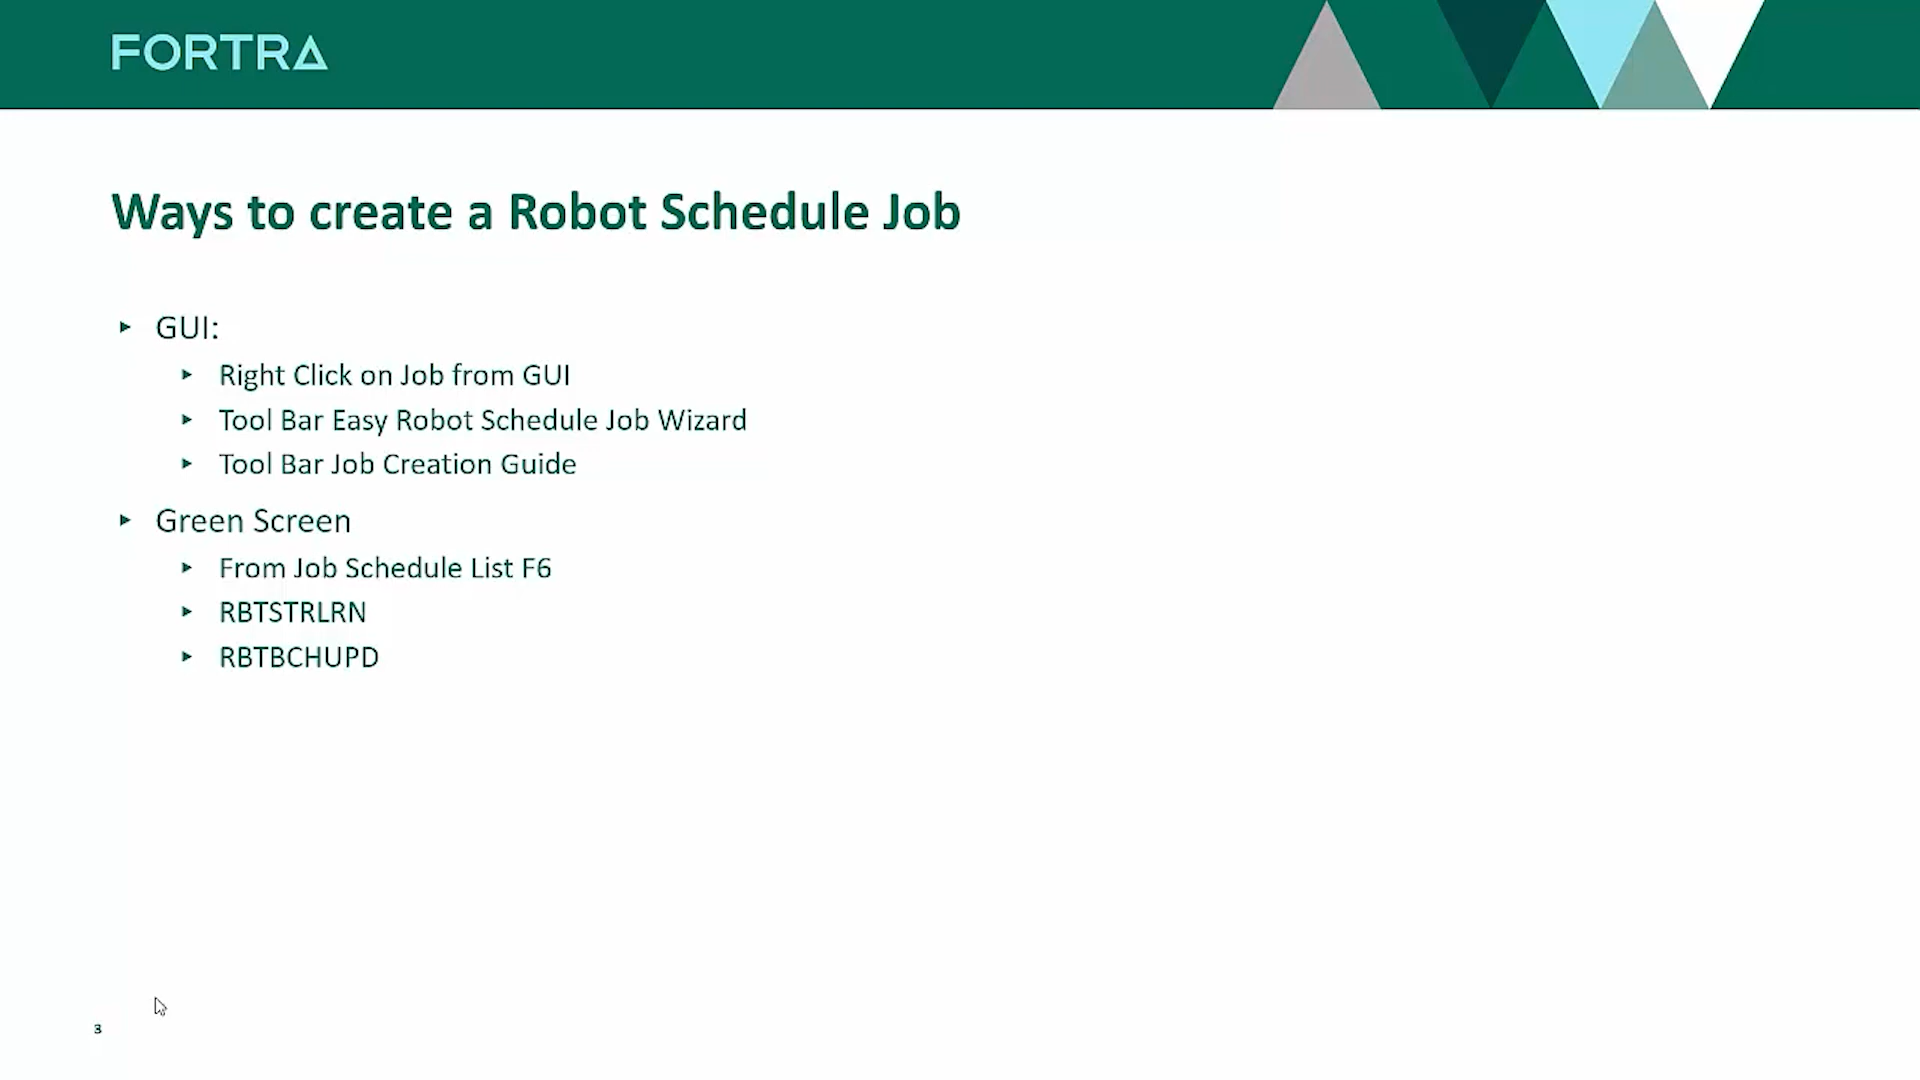 FORTRA
Ways to create a Robot Schedule Job
GUI:
Right Click on Job from GUI
Tool Bar Easy Robot Schedule Job Wizard
Tool Bar Job Creation Guide
Green Screen
From Job Schedule List F6
RBTSTRLRN
RBTBCHUPD
3